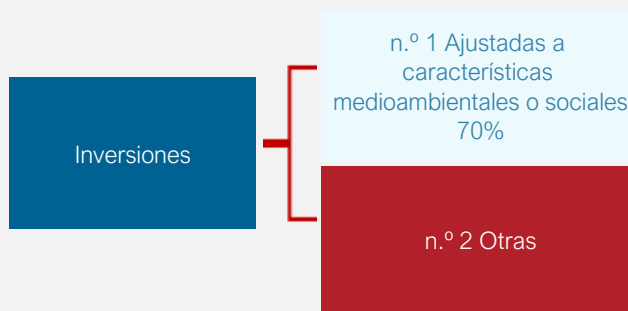 Inversiones
n.º 1 Ajustadas a
características
medioambientales o sociales
70%
n.º 2 Otras